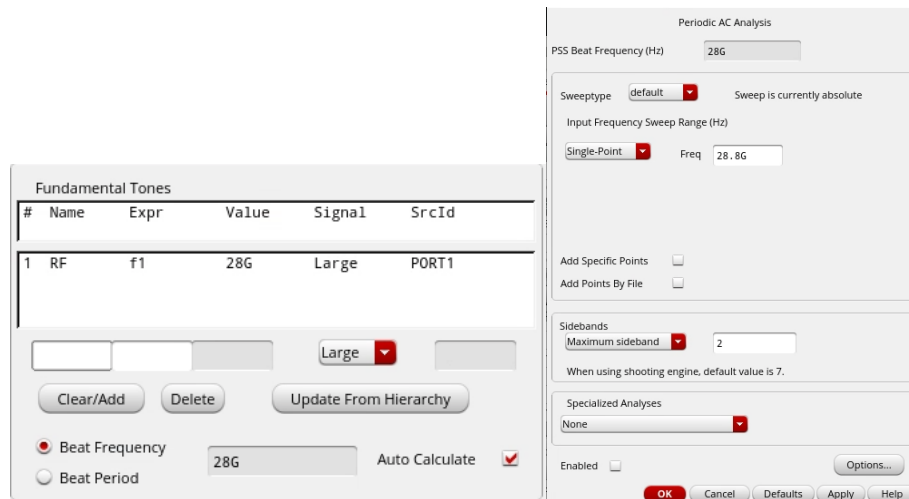 Fundamental Tones
# Name Expr Value Signal SrcId
1 RF f1 28G Large PORT1
Large
Clear/Add Delete Update From Hierarchy
Beat Frequency
28G
Auto Calculate
Beat Period
Periodic AC Analysis
PSS Beat Frequency (Hz) 28G
Sweeptype default Sweep is currently absolute
Input Frequency Sweep Range (Hz)
Single-Point Freq 28.8G
Add Specific Points
Add Points By File
Sidebands
Maximum sideband 2
When using shooting engine, default value is 7.
Specialized Analyses
None
Enabled Options...
OK Cancel Defaults Apply Help